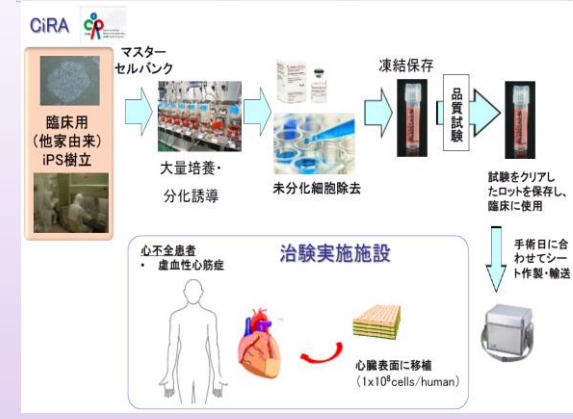 CiRA
マスター
セルバンク
臨床用
(他家由来)
iPS樹立
大量培養・
分化誘導
未分化細胞除去
凍結保存
品質試験
試験をクリアし
たロットを保存し、
臨床に使用
手術日に合
わせてシー
ト作製・輸送
治験実施施設
心不全患者
・ 虚血性心筋症
心臓表面に移植
(1x10⁸cells/human)